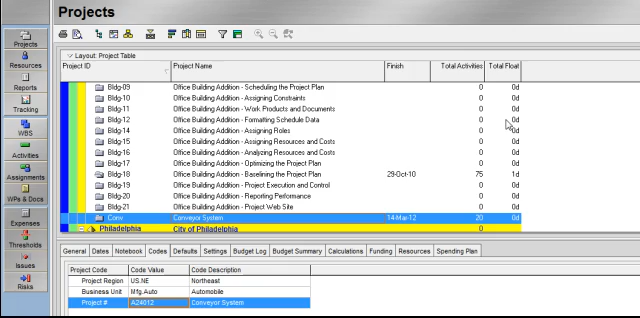 Projects
Projects
Resources
Reports
Tracking
WBS
Activities
Assignments
WPs & Docs
Expenses
Thresholds
Issues
Risks
Layout: Project Table
Project ID Project Name Finish Total Activities Total Float
Bldg-09 Office Building Addition - Scheduling the Project Plan 0 0d
Bldg-10 Office Building Addition - Assigning Constraints 0 0d
Bldg-11 Office Building Addition - Work Products and Documents 0 0d
Bldg-12 Office Building Addition - Formatting Schedule Data 0 0d
Bldg-14 Office Building Addition - Assigning Roles 0 0d
Bldg-15 Office Building Addition - Assigning Resources and Costs 0 0d
Bldg-16 Office Building Addition - Analyzing Resources and Costs 0 0d
Bldg-17 Office Building Addition - Optimizing the Project Plan 0 0d
Bldg-18 Office Building Addition - Baselining the Project Plan 29-Oct-10 75 1d
Bldg-19 Office Building Addition - Project Execution and Control 0 0d
Bldg-20 Office Building Addition - Reporting Performance 0 0d
Bldg-21 Office Building Addition - Project Web Site 0 0d
Conv Conveyor System 14-Mar-12 20 0d
Philadelphia City of Philadelphia 0
General Dates Notebook Codes Defaults Settings Budget Log Budget Summary Calculations Funding Resources Spending Plan
Project Code Code Value Code Description
Project Region US.NE Northeast
Business Unit Mfg.Auto Automobile
Project # A24012 Conveyor System